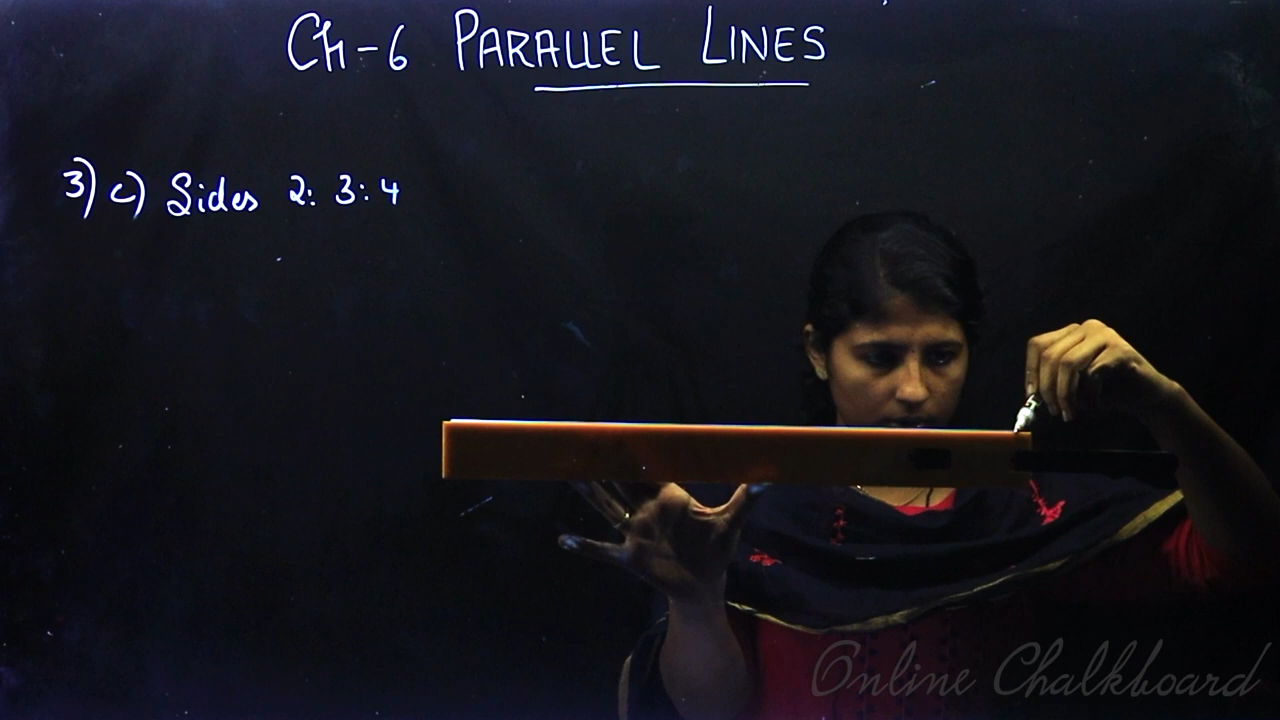 Ch-6 PARALLEL LINES
3) c) Sides 2: 3: 4
Online Chalkboard